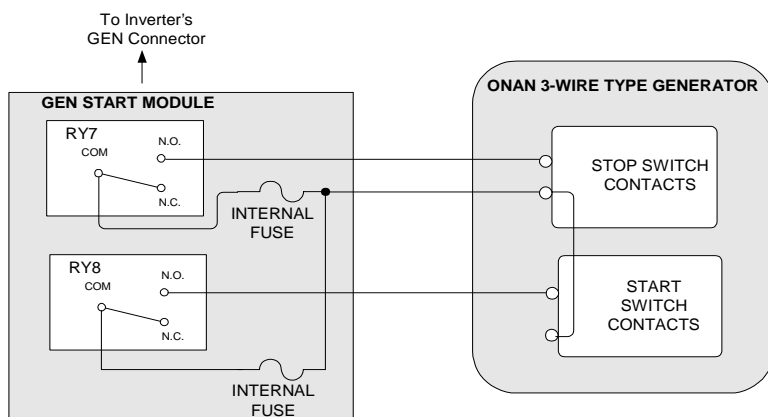 To Inverter's
GEN Connector
GEN START MODULE
ONAN 3-WIRE TYPE GENERATOR
RY7
COM
N.O.
N.C.
INTERNAL
FUSE
STOP SWITCH
CONTACTS
RY8
COM
N.O.
N.C.
INTERNAL
FUSE
START
SWITCH
CONTACTS